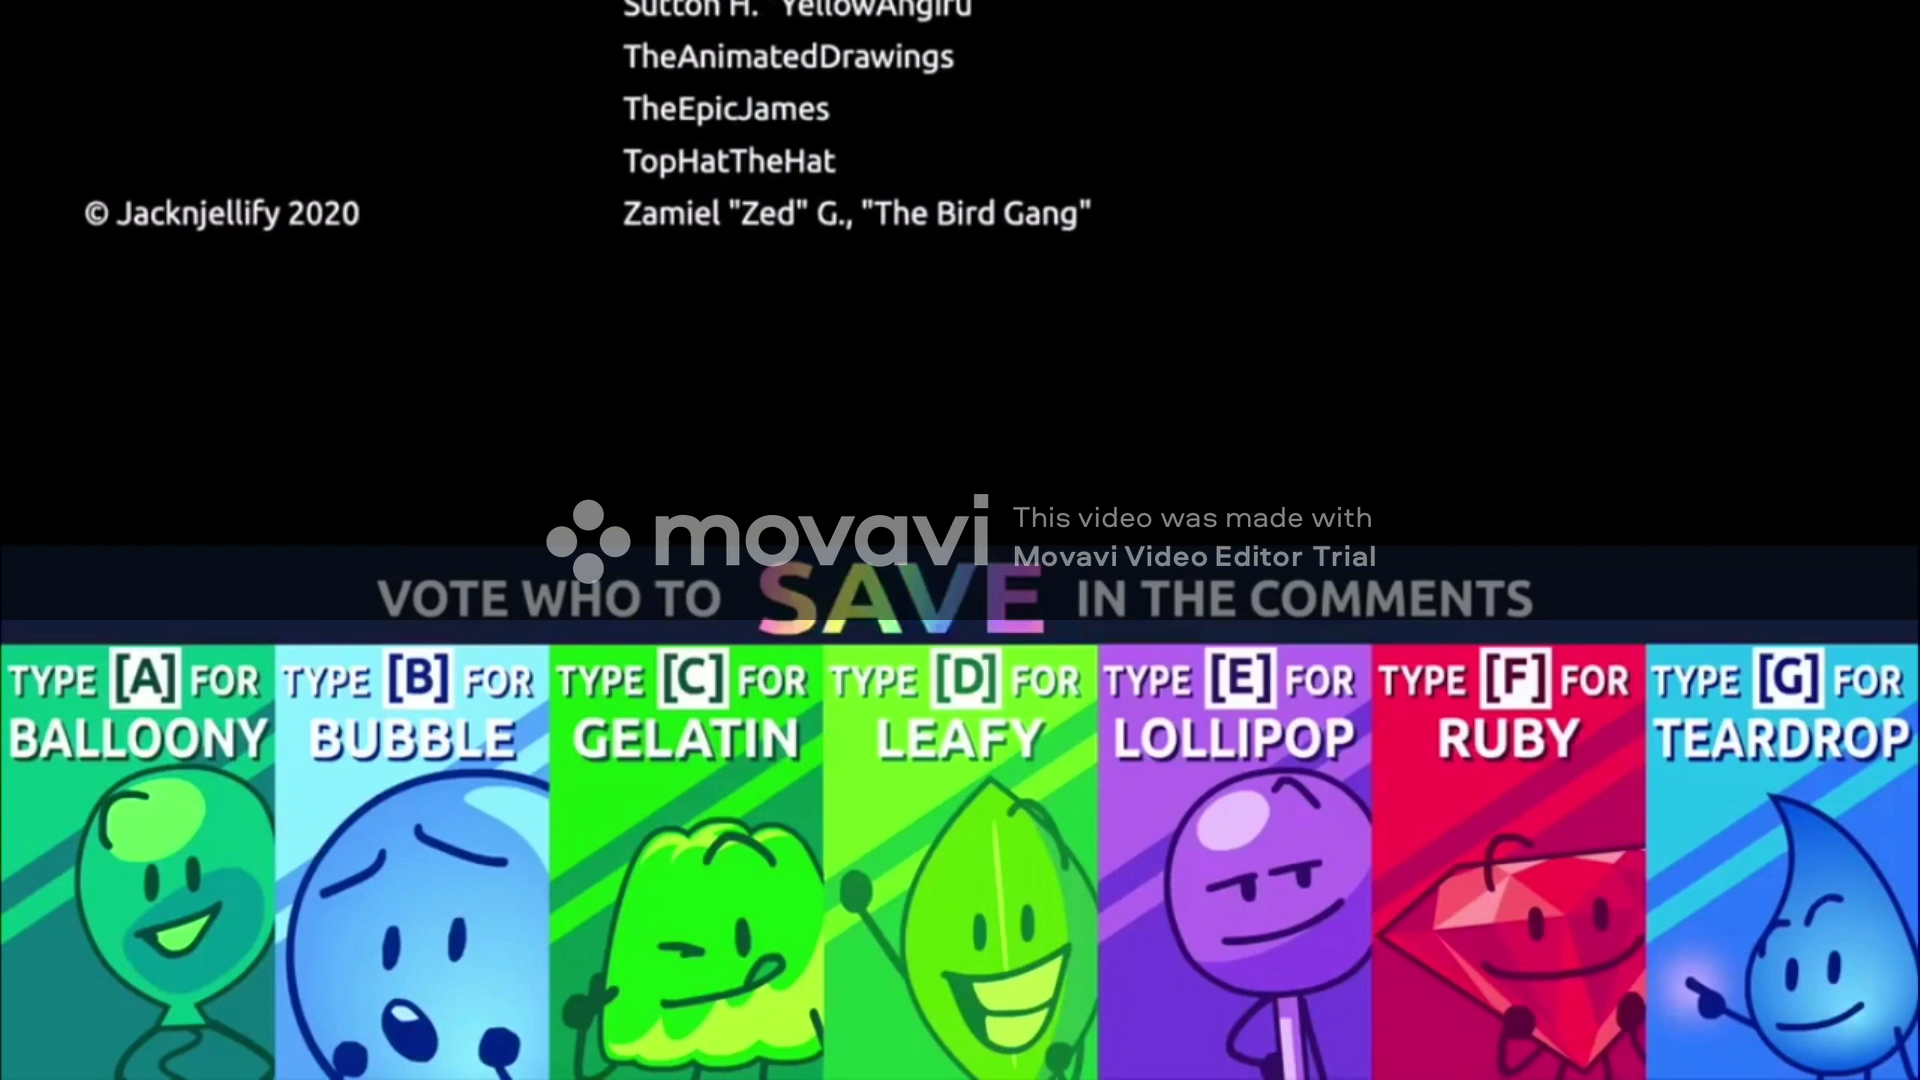 Sutton H. "YellowAngiru"
TheAnimatedDrawings
TheEpicJames
TopHatTheHat
© Jacknjellify 2020
Zamiel "Zed" G., "The Bird Gang"
movavi
This video was made with
Movavi Video Editor Trial
VOTE WHO TO SAVE IN THE COMMENTS
TYPE [A] FOR
BALLOONY
TYPE [B] FOR
BUBBLE
TYPE [C] FOR
GELATIN
TYPE [D] FOR
LEAFY
TYPE [E] FOR
LOLLIPOP
TYPE [F] FOR
RUBY
TYPE [G] FOR
TEARDROP